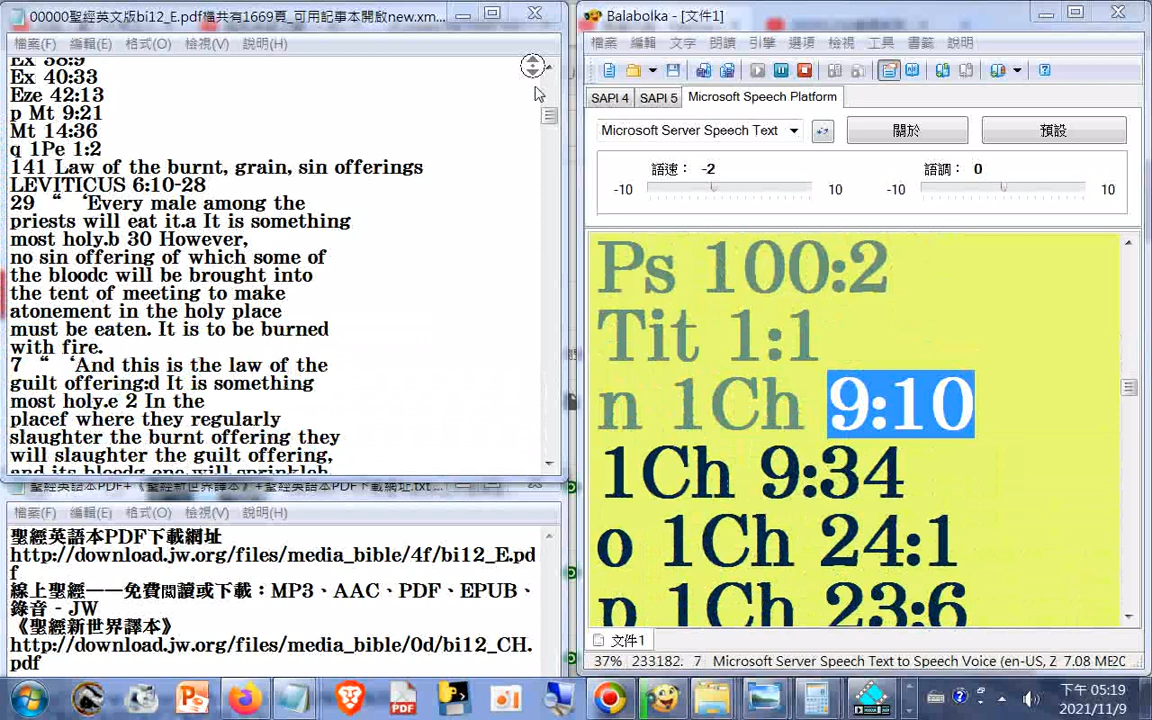 00000聖經英文版bi12_E.pdf檔共有1669頁_可用記事本開啟new.xm...
檔案(F) 編輯(E) 格式(O) 檢視(V) 說明(H)
Ex 38:9
Ex 40:33
Eze 42:13
p Mt 9:21
Mt 14:36
q 1Pe 1:2
141 Law of the burnt, grain, sin offerings
LEVITICUS 6:10-28
29 “ ‘Every male among the
priests will eat it.a It is something
most holy.b 30 However,
no sin offering of which some of
the bloodc will be brought into
the tent of meeting to make
atonement in the holy place
must be eaten. It is to be burned
with fire.
7 “ ‘And this is the law of the
guilt offering:d It is something
most holy.e 2 In the
placef where they regularly
slaughter the burnt offering they
will slaughter the guilt offering,
and its bloodg one will sprinkleh
聖經英語本PDF+《聖經新世界譯本》+聖經英語本PDF下載網址.txt ...
檔案(F) 編輯(E) 格式(O) 檢視(V) 說明(H)
聖經英語本PDF下載網址
http://download.jw.org/files/media_bible/4f/bi12_E.pd
f
線上聖經——免費閱讀或下載：MP3、AAC、PDF、EPUB、
錄音 - JW
《聖經新世界譯本》
http://download.jw.org/files/media_bible/0d/bi12_CH.
pdf
Balabolka - [文件1]
檔案 編輯 文字 朗讀 引擎 選項 檢視 工具 書籤 說明
SAPI 4 SAPI 5 Microsoft Speech Platform
Microsoft Server Speech Text 關於 預設
語速： -2 語調： 0
-10 10 -10 10
Ps 100:2
Tit 1:1
n 1Ch 9:10
1Ch 9:34
o 1Ch 24:1
p 1Ch 23:6
文件1
37% 233182: 7 Microsoft Server Speech Text to Speech Voice (en-US, Z 7.08 ME
下午 05:19
2021/11/9